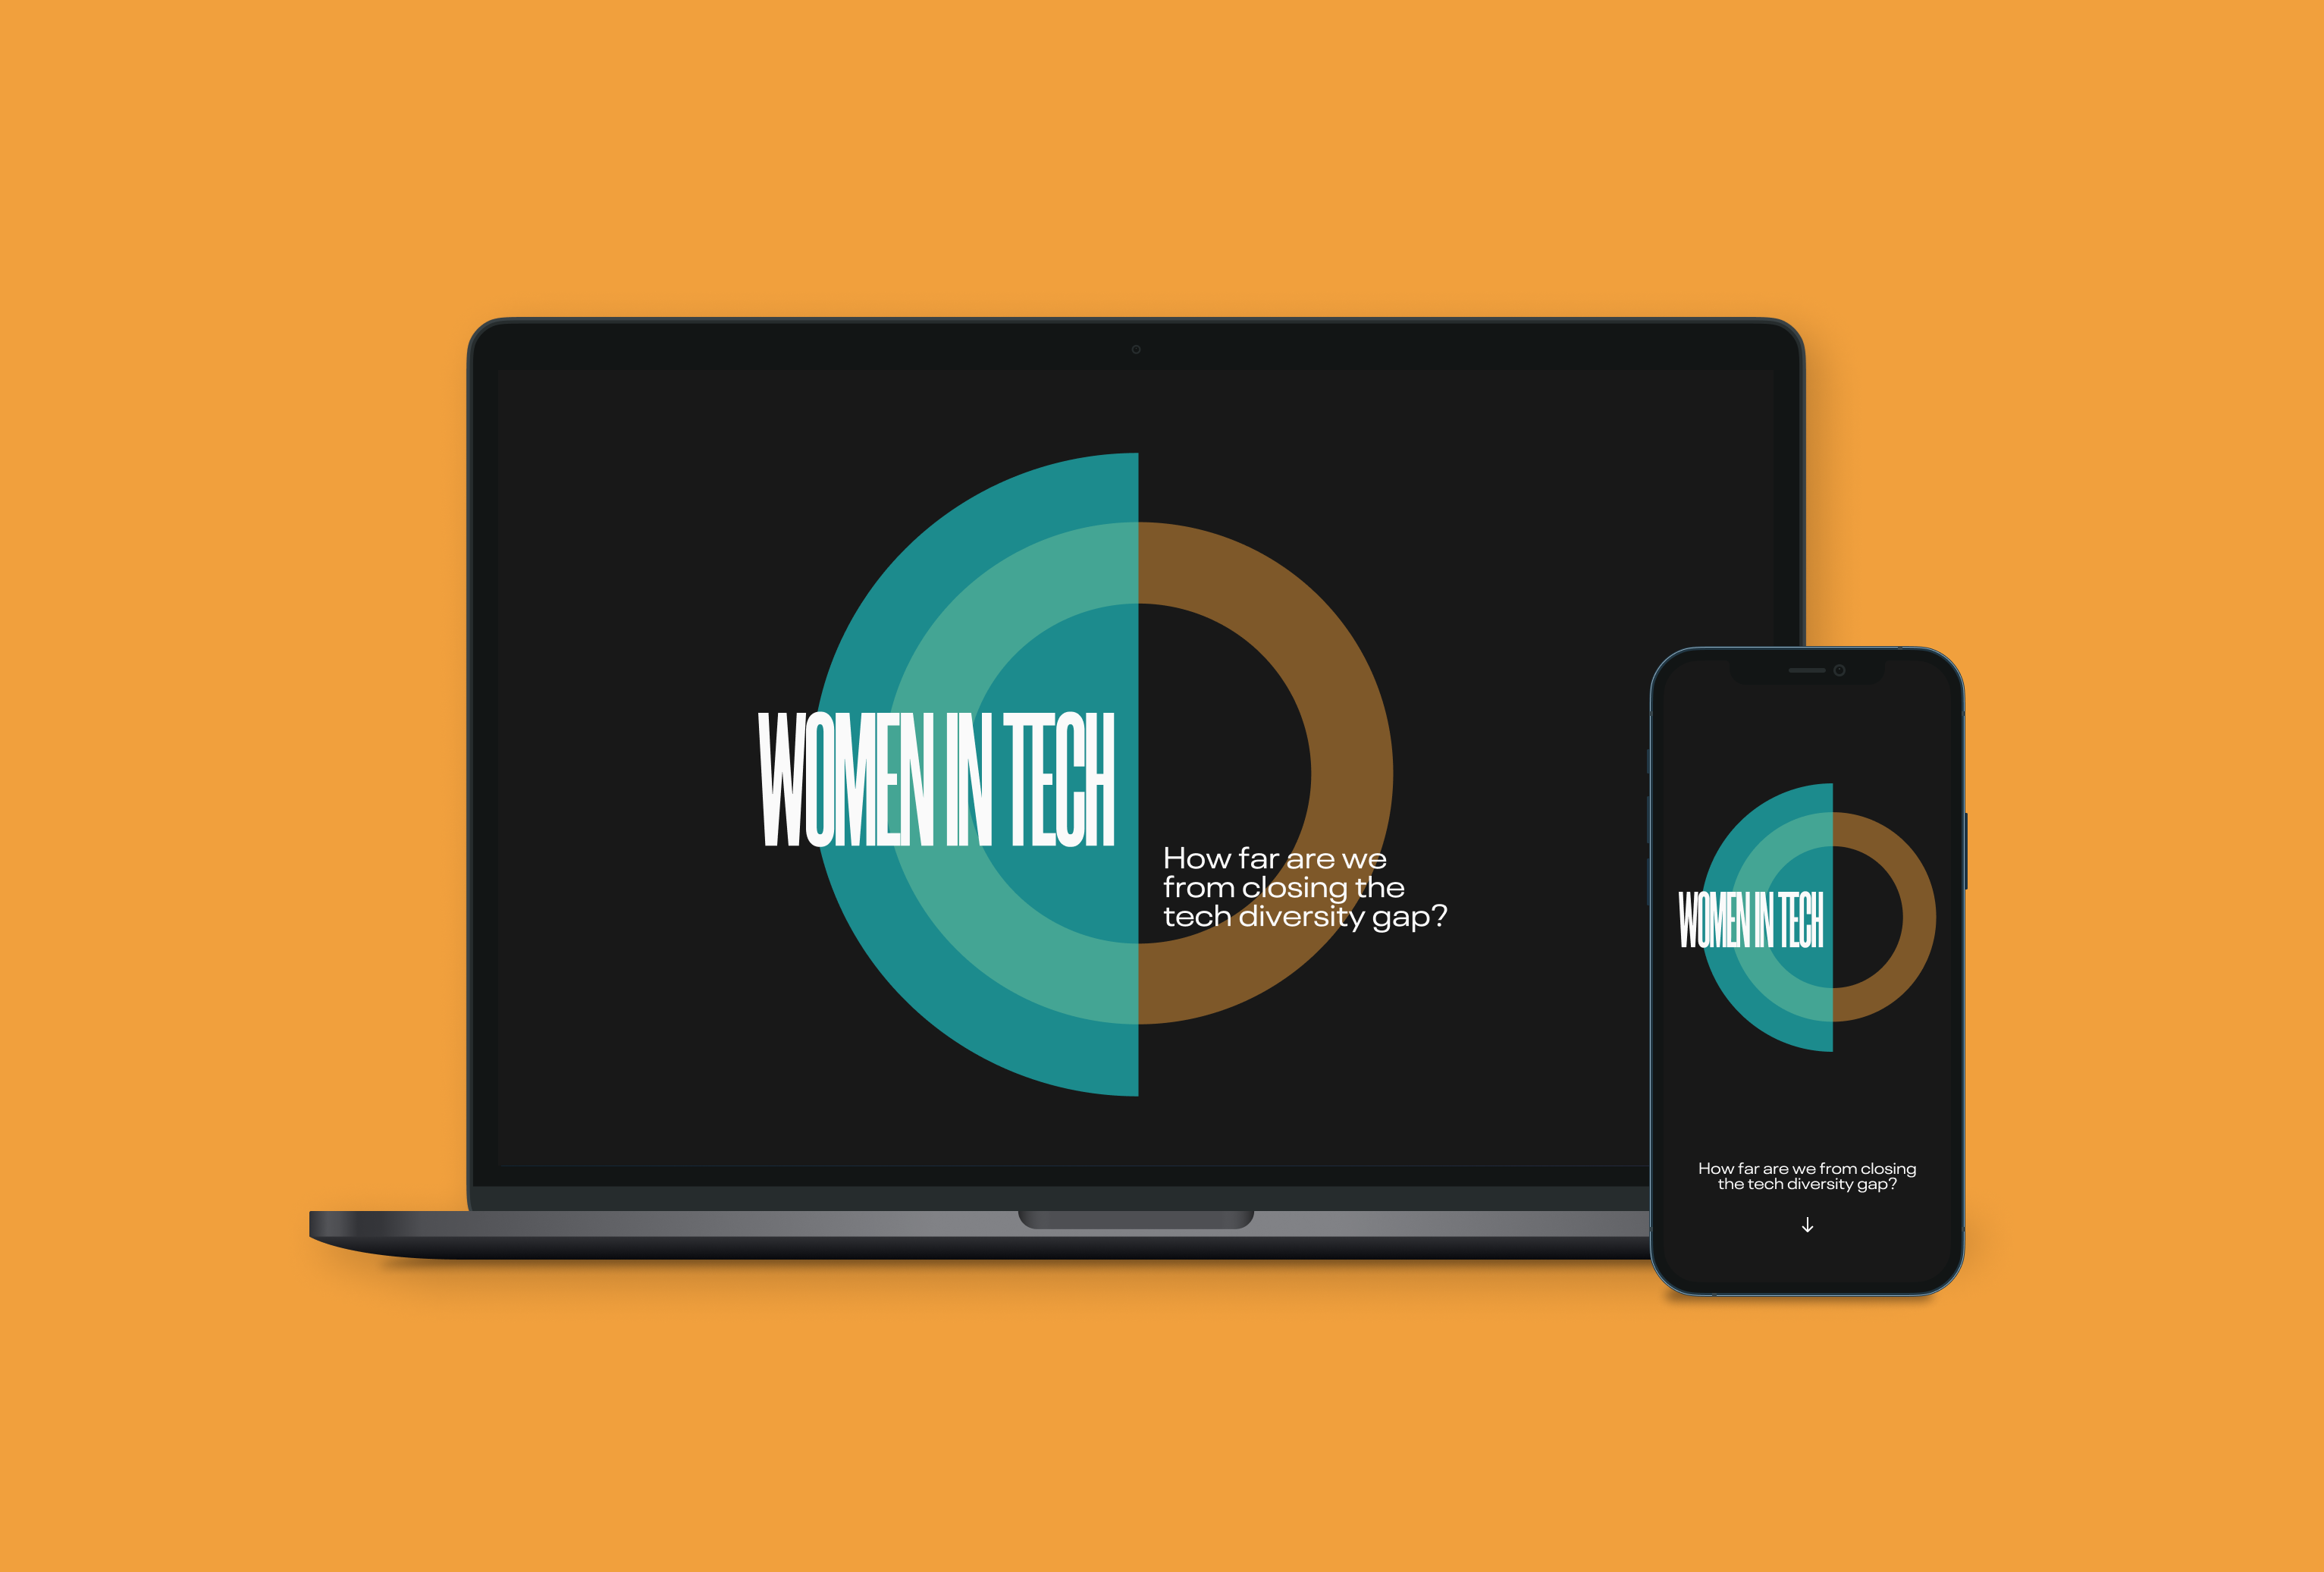 WOMEN IN TECH
How far are we
from closing the
tech diversity gap?
WOMEN IN TECH
How far are we from closing
the tech diversity gap?